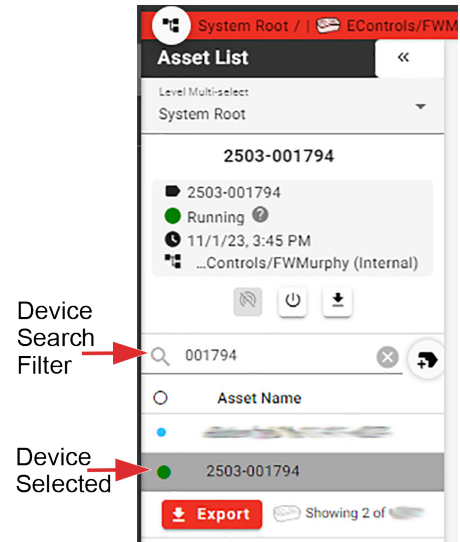 System Root / | EControls/FWM
Asset List
«
Level Multi-select
System Root
2503-001794
2503-001794
Running ?
11/1/23, 3:45 PM
...Controls/FWMurphy (Internal)
Device
Search
Filter
001794
Asset Name
Device
Selected
2503-001794
Export Showing 2 of